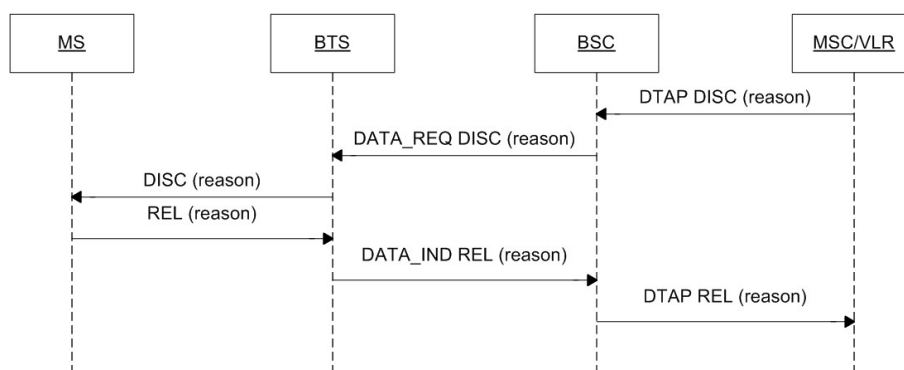 MS
BTS
BSC
MSC/VLR
DTAP DISC (reason)
DATA_REQ DISC (reason)
DISC (reason)
REL (reason)
DATA_IND REL (reason)
DTAP REL (reason)